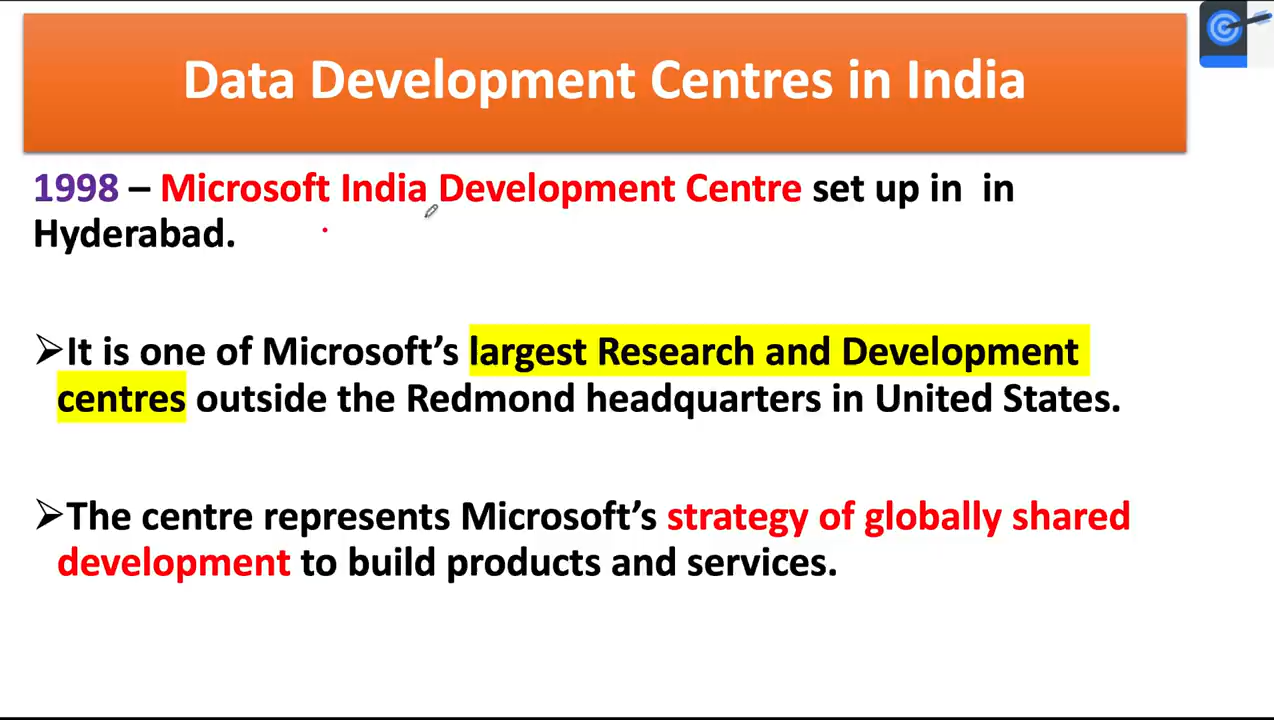 Data Development Centres in India
1998 – Microsoft India Development Centre set up in  in
Hyderabad.
➢It is one of Microsoft’s largest Research and Development
centres outside the Redmond headquarters in United States.
➢The centre represents Microsoft’s strategy of globally shared
development to build products and services.